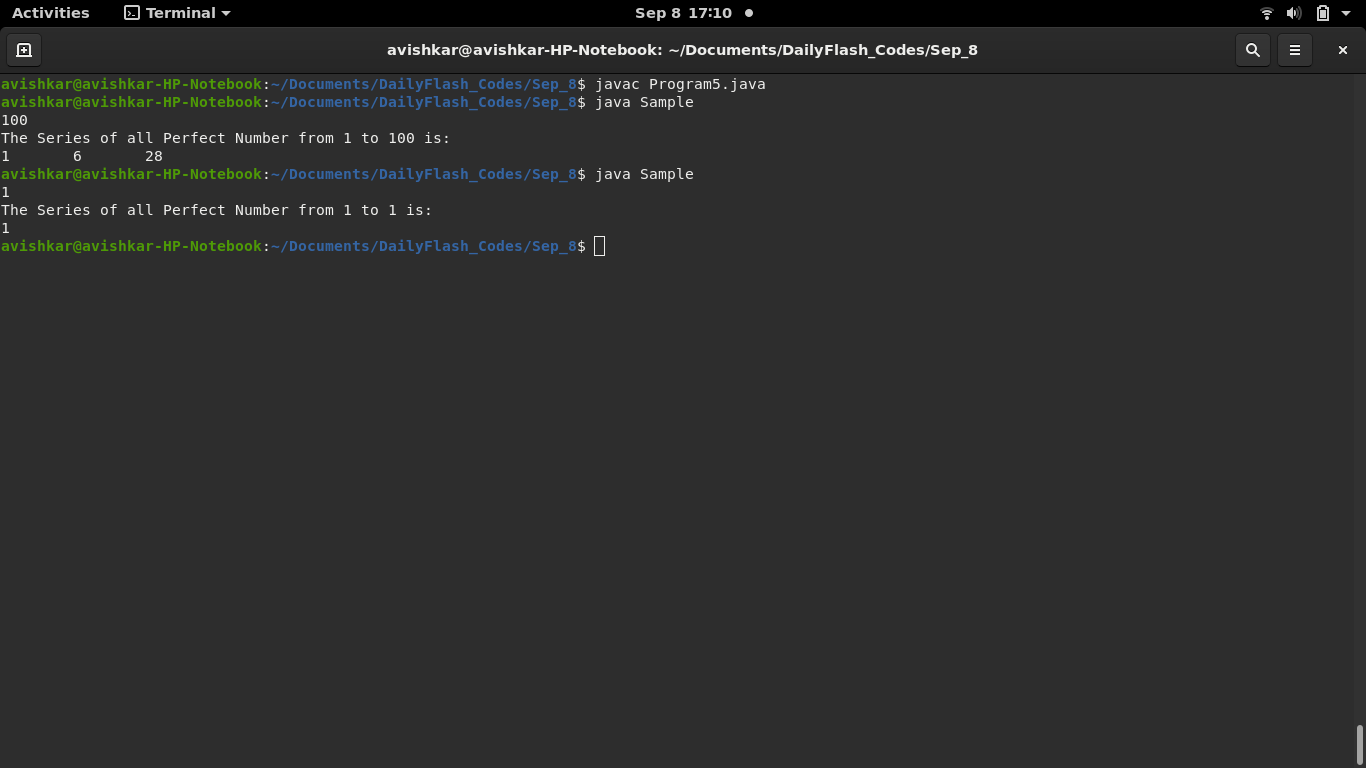 Activities Terminal Sep 8 17:10
avishkar@avishkar-HP-Notebook: ~/Documents/DailyFlash_Codes/Sep_8
avishkar@avishkar-HP-Notebook:~/Documents/DailyFlash_Codes/Sep_8$ javac Program5.java
avishkar@avishkar-HP-Notebook:~/Documents/DailyFlash_Codes/Sep_8$ java Sample
100
The Series of all Perfect Number from 1 to 100 is:
1       6       28
avishkar@avishkar-HP-Notebook:~/Documents/DailyFlash_Codes/Sep_8$ java Sample
1
The Series of all Perfect Number from 1 to 1 is:
1
avishkar@avishkar-HP-Notebook:~/Documents/DailyFlash_Codes/Sep_8$